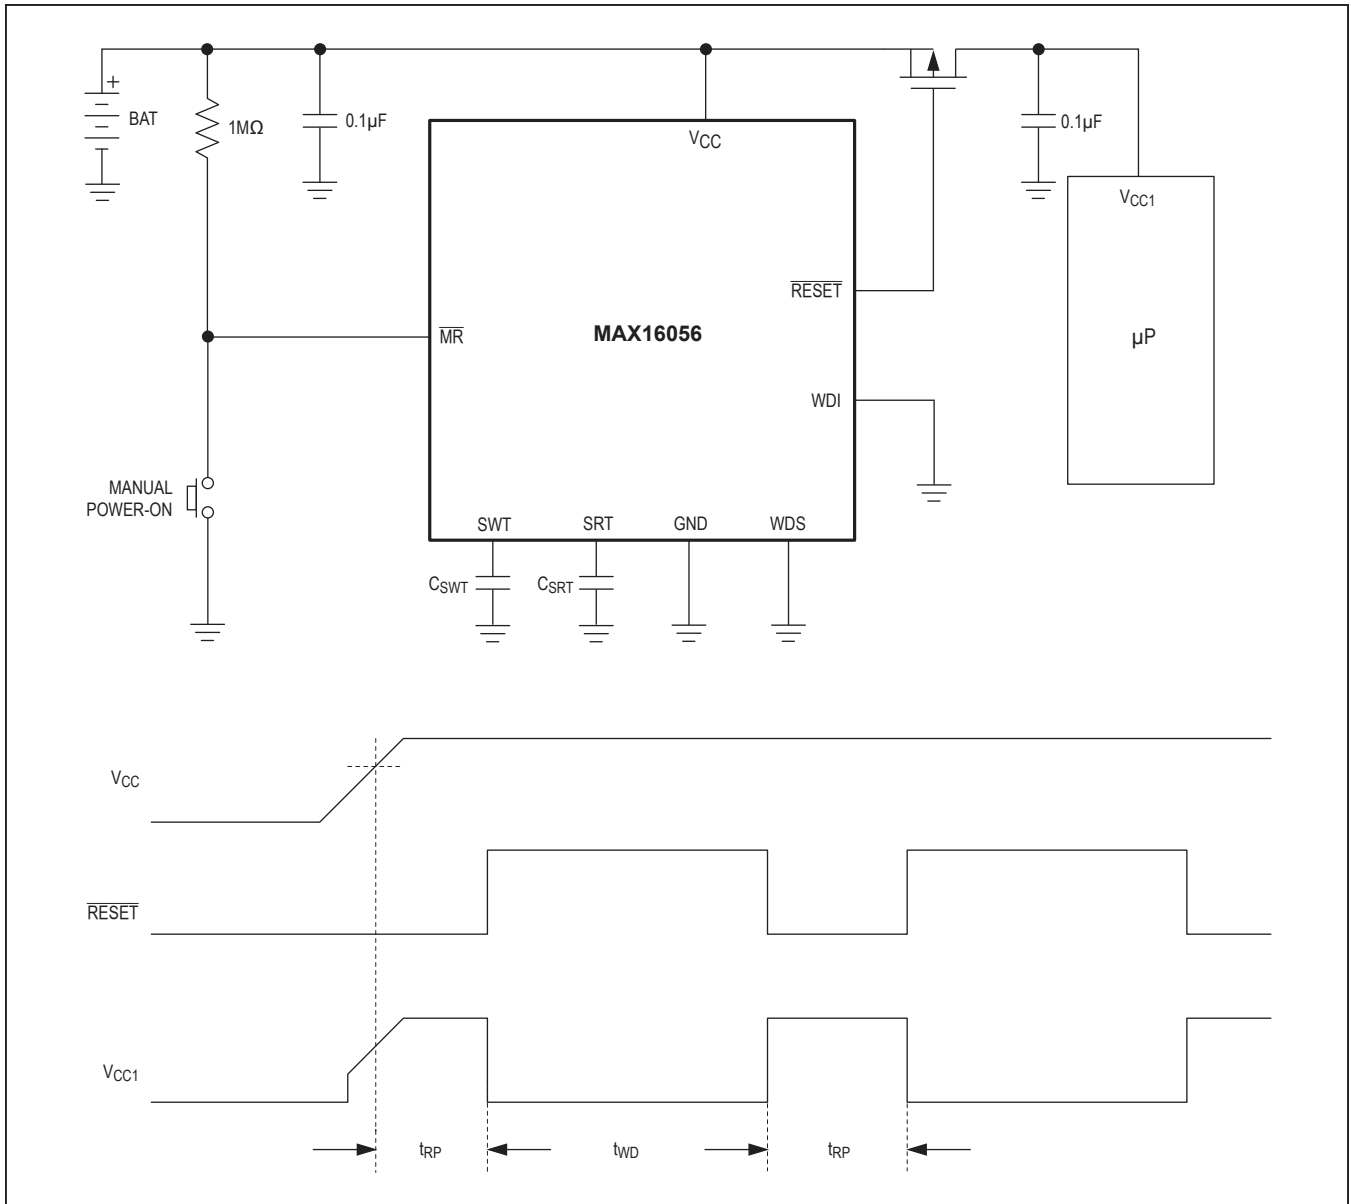 +
BAT
1MΩ
0.1µF
VCC
0.1µF
VCC1
RESET
MAX16056
µP
MR
WDI
MANUAL
POWER-ON
SWT
SRT
GND
WDS
CSWT
CSRT
VCC
RESET
VCC1
tRP
tWD
tRP